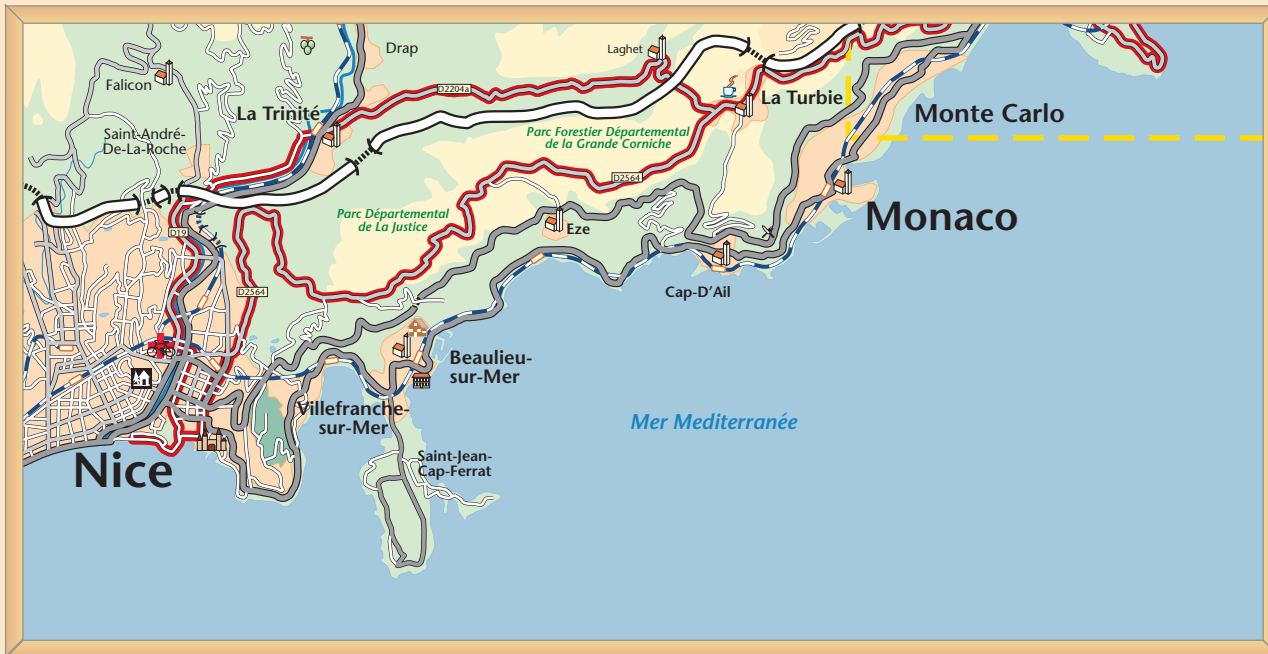 Drap
Laghet
Falicon
D2204a
La Turbie
La Trinité
Monte Carlo
Saint-André-
De-La-Roche
Parc Forestier Départemental
de la Grande Corniche
D2564
Parc Départemental
de La Justice
Monaco
Eze
D19
D2564
Cap-D'Ail
Beaulieu-
sur-Mer
Villefranche-
sur-Mer
Mer Mediterranée
Nice
Saint-Jean-
Cap-Ferrat